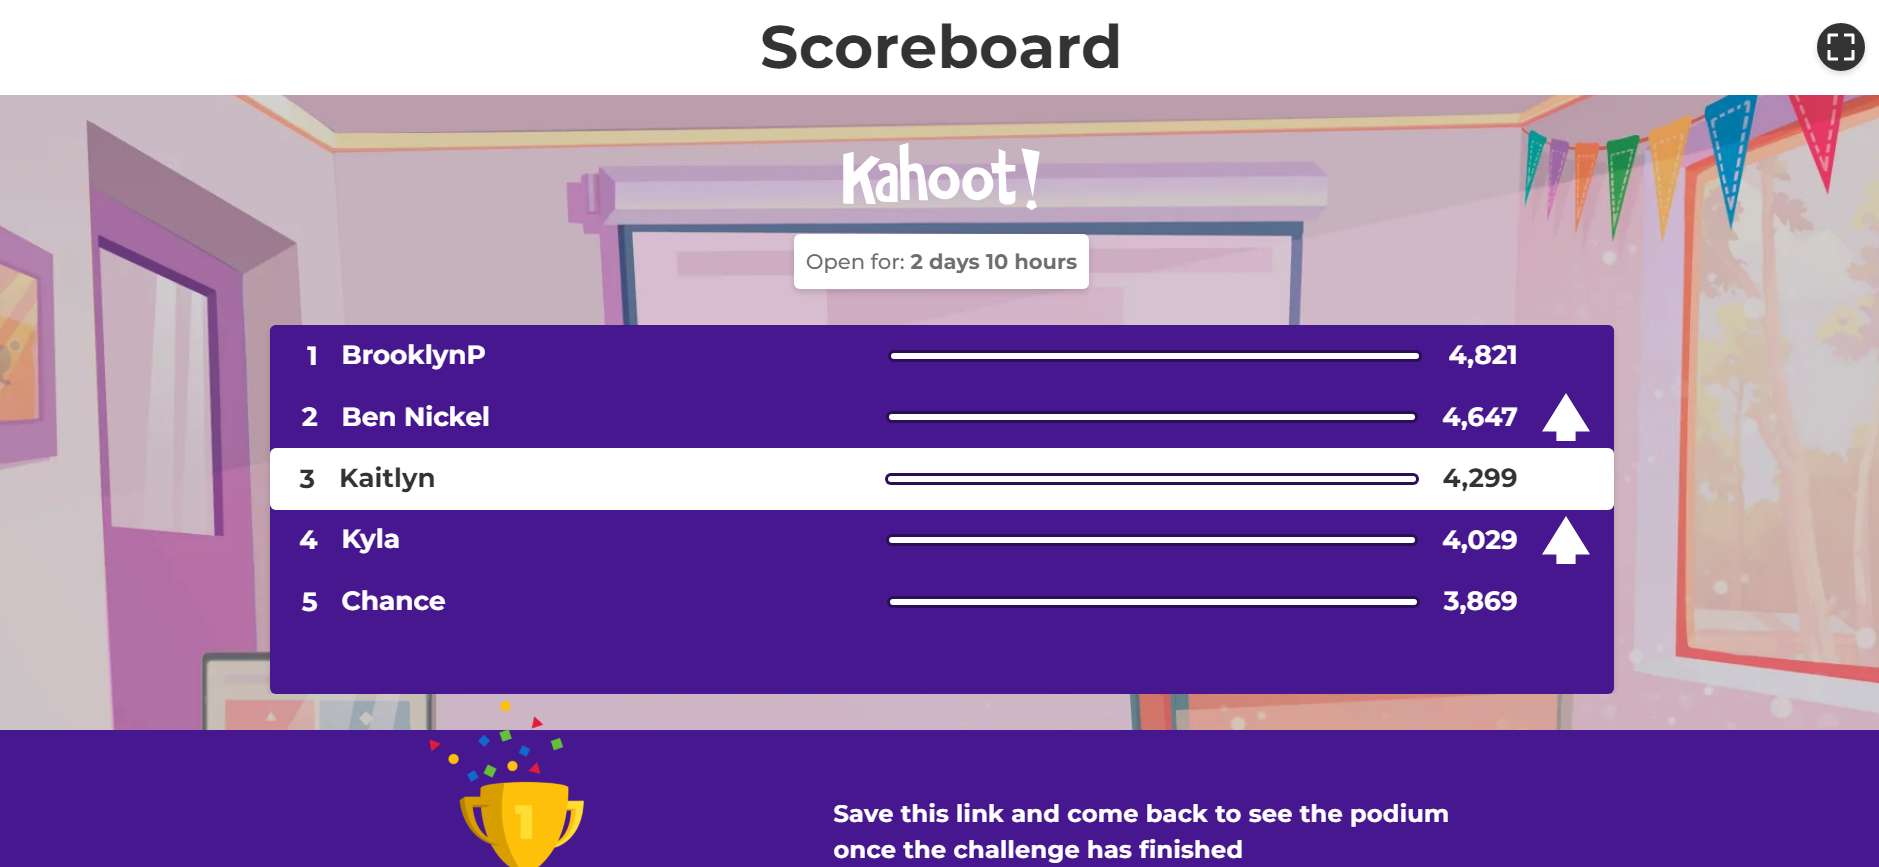 Scoreboard
Kahoot!
Open for: 2 days 10 hours
1 BrooklynP 4,821
2 Ben Nickel 4,647
3 Kaitlyn 4,299
4 Kyla 4,029
5 Chance 3,869
1
Save this link and come back to see the podium
once the challenge has finished